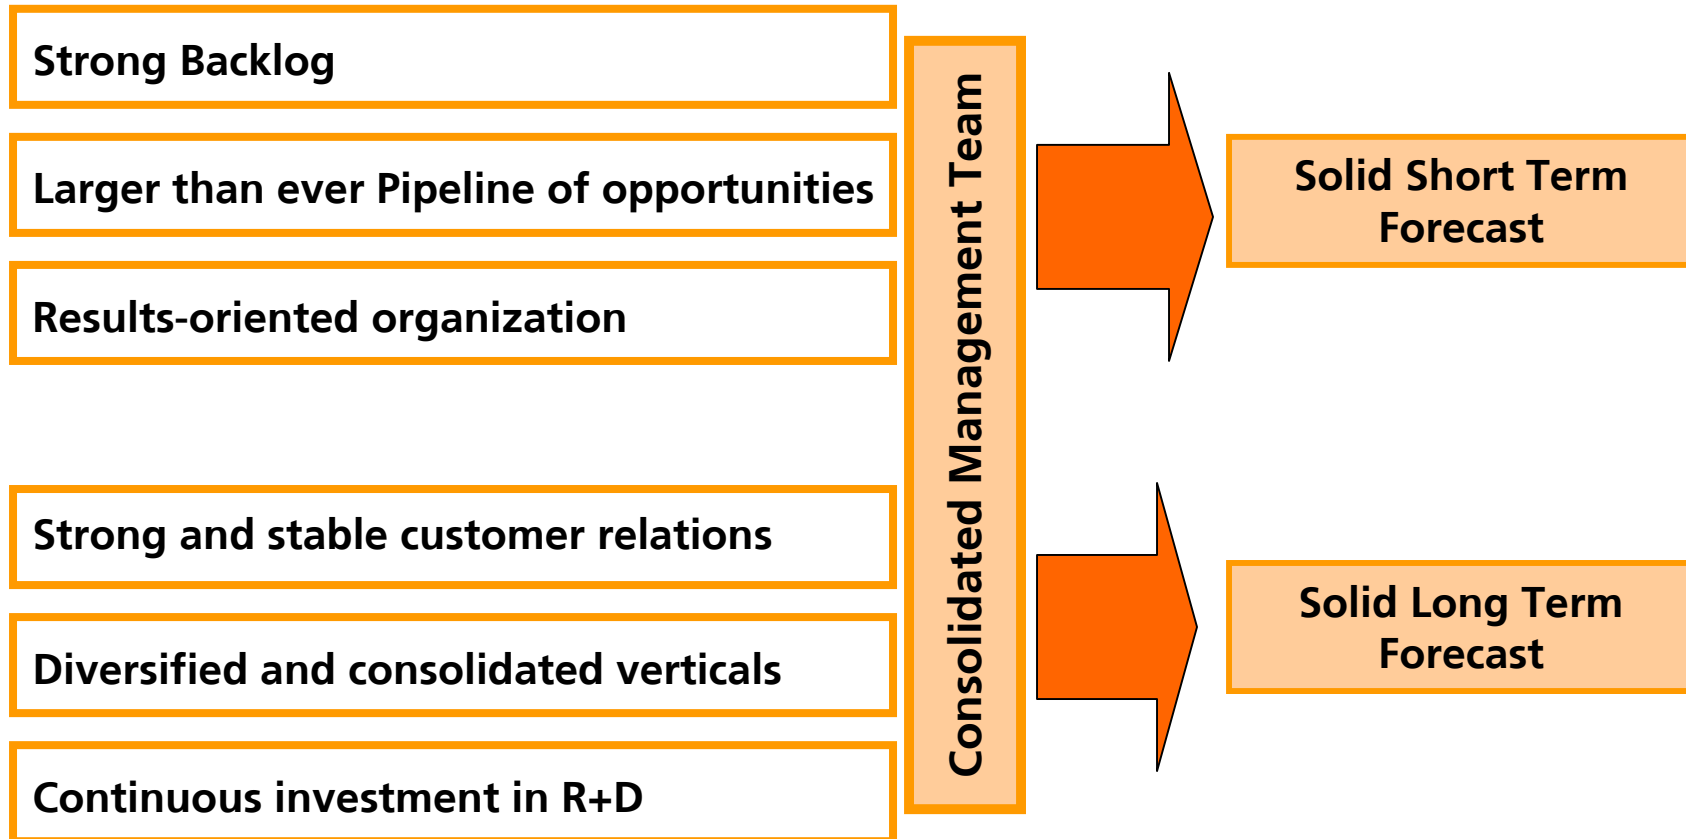 Strong Backlog
Larger than ever Pipeline of opportunities
Results-oriented organization
Strong and stable customer relations
Diversified and consolidated verticals
Continuous investment in R+D
Consolidated Management Team
Solid Short Term
Forecast
Solid Long Term
Forecast